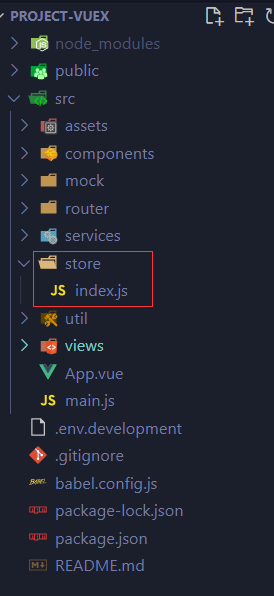 PROJECT-VUEX
node_modules
public
src
assets
components
mock
router
services
store
JS index.js
util
views
App.vue
JS main.js
.env.development
.gitignore
BABEL babel.config.js
package-lock.json
package.json
README.md